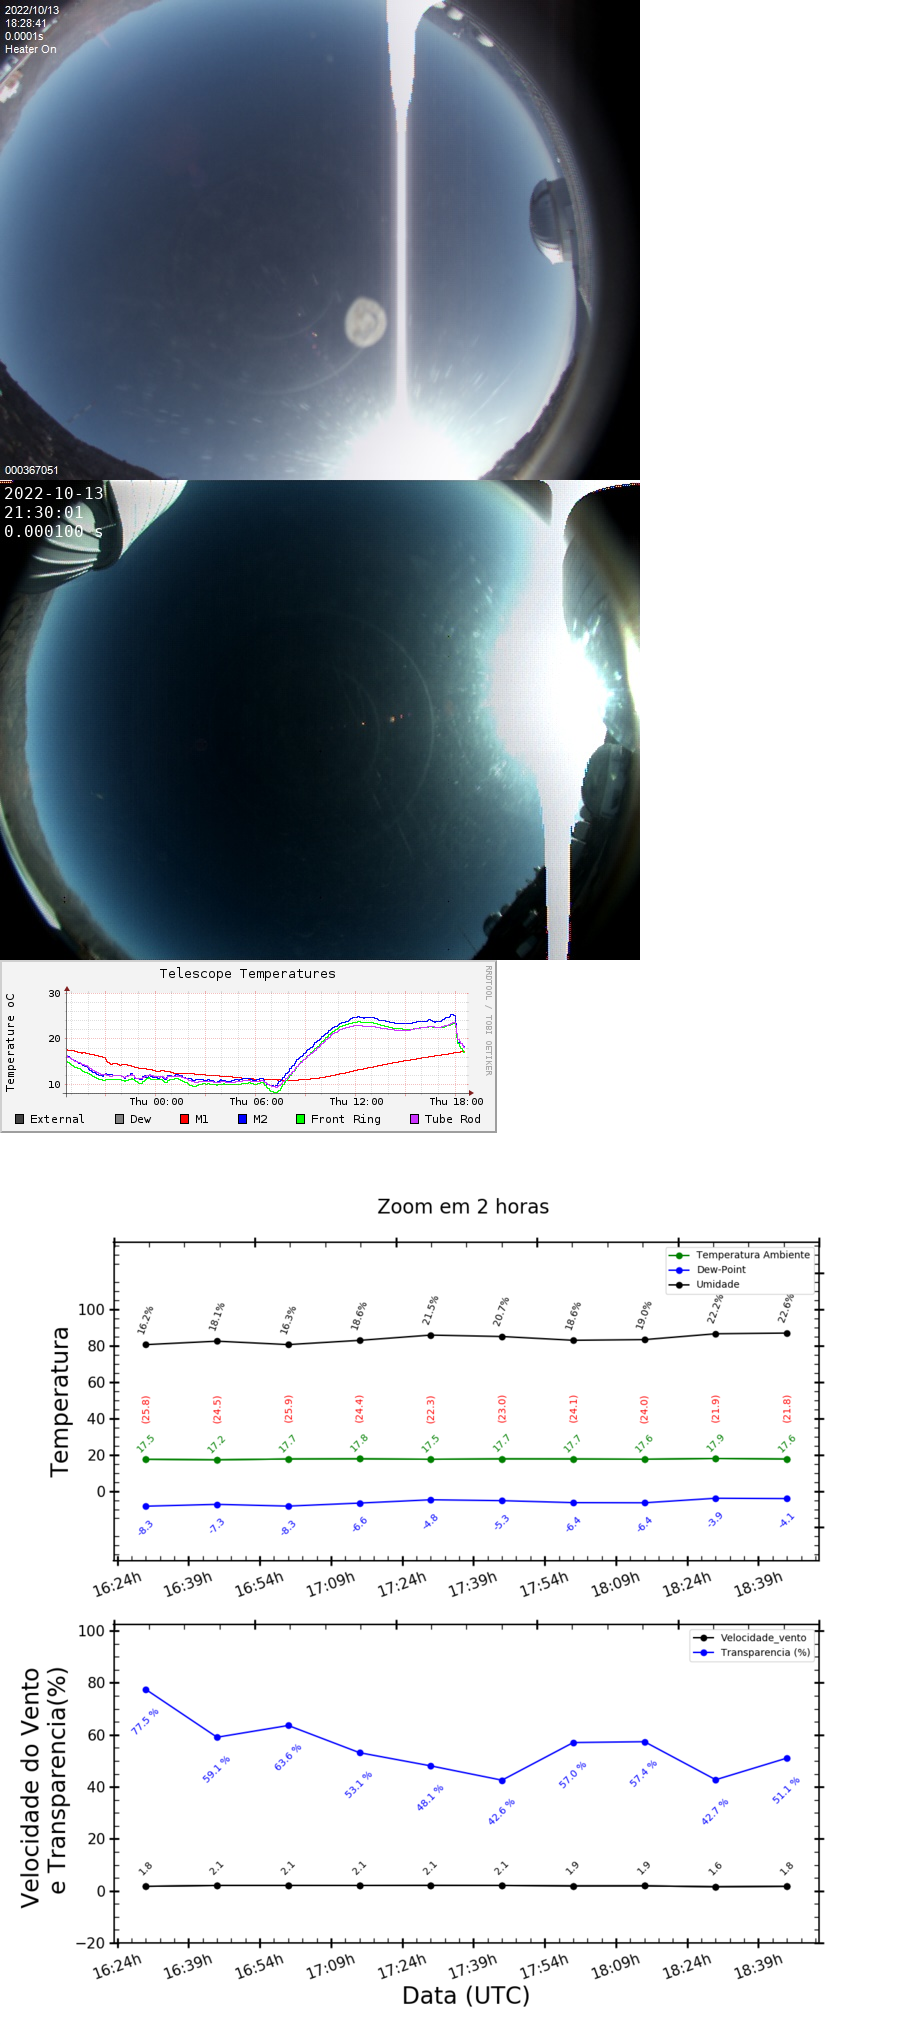 2022/10/13
18:28:41
0.0001s
Heater On
000367051
2022-10-13
21:30:01
0.000100 s
Telescope Temperatures
RRDTOOL / TOBI OETIKER
Temperature oC
30
20
10
Thu 00:00 Thu 06:00 Thu 12:00 Thu 18:00
External Dew M1 M2 Front Ring Tube Rod
Zoom em 2 horas
Temperatura Ambiente
Dew-Point
Umidade
Temperatura
100
80
60
40
20
0
16.2% 18.1% 16.3% 18.6% 21.5% 20.7% 18.6% 19.0% 22.2% 22.6%
(25.8) (24.5) (25.9) (24.4) (22.3) (23.0) (24.1) (24.0) (21.9) (21.8)
17.5 17.2 17.7 17.8 17.5 17.7 17.7 17.6 17.9 17.6
-8.3 -7.3 -8.3 -6.6 -4.8 -5.3 -6.4 -6.4 -3.9 -4.1
16:24h 16:39h 16:54h 17:09h 17:24h 17:39h 17:54h 18:09h 18:24h 18:39h
Velocidade_vento
Transparencia (%)
Velocidade do Vento
e Transparencia(%)
100
80
60
40
20
0
−20
77.5 % 59.1 % 63.6 % 53.1 % 48.1 % 42.6 % 57.0 % 57.4 % 42.7 % 51.1 %
1.8 2.1 2.1 2.1 2.1 2.1 1.9 1.9 1.6 1.8
16:24h 16:39h 16:54h 17:09h 17:24h 17:39h 17:54h 18:09h 18:24h 18:39h
Data (UTC)